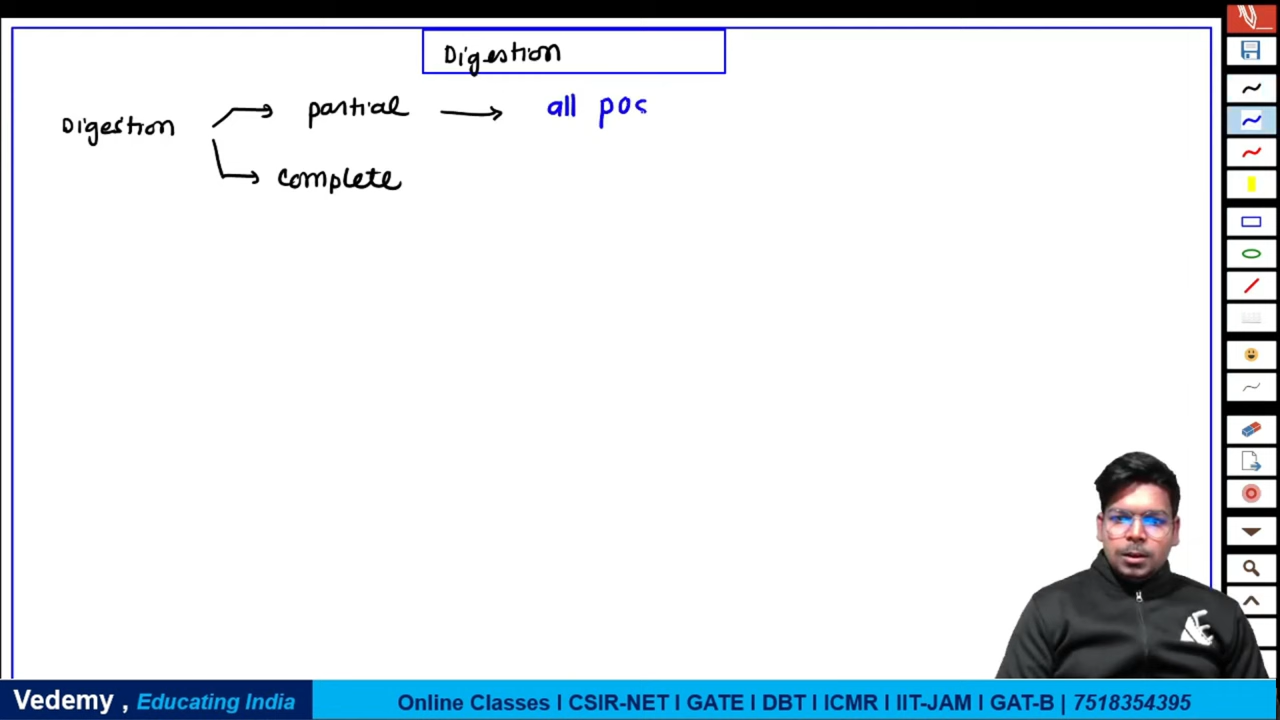 Digestion
Digestion → partial → all pos
→ complete
Vedemy , Educating India
Online Classes I CSIR-NET I GATE I DBT I ICMR I IIT-JAM I GAT-B | 7518354395